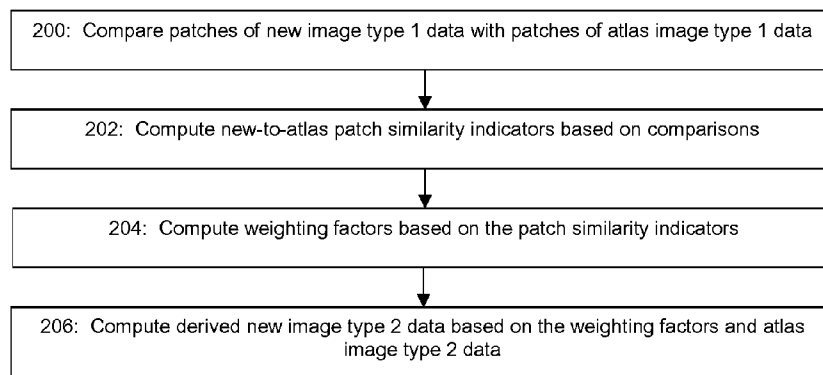 200: Compare patches of new image type 1 data with patches of atlas image type 1 data
202: Compute new-to-atlas patch similarity indicators based on comparisons
204: Compute weighting factors based on the patch similarity indicators
206: Compute derived new image type 2 data based on the weighting factors and atlas
image type 2 data